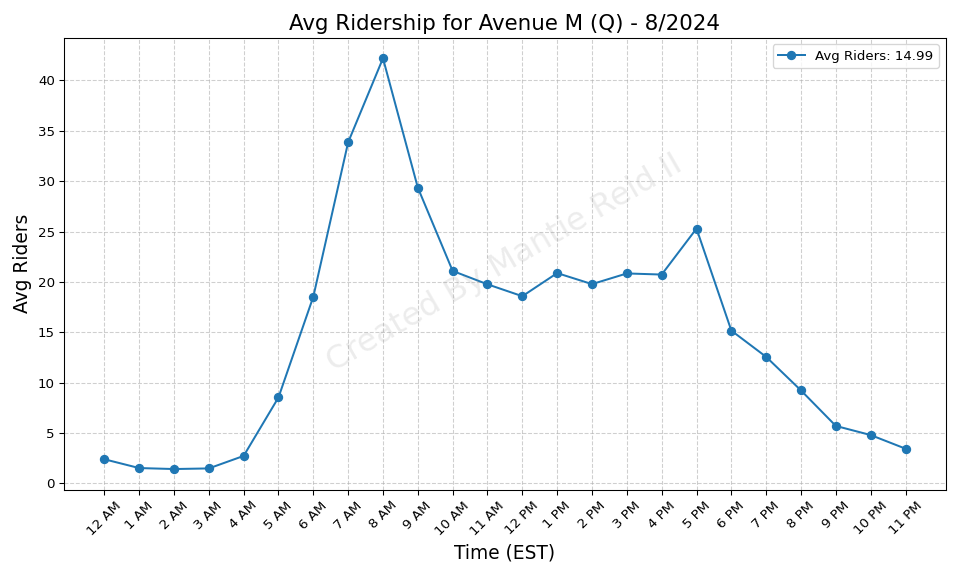 Avg Ridership for Avenue M (Q) - 8/2024
Avg Riders: 14.99
Avg Riders
40
35
30
25
20
15
10
5
0
Created By Mantie Reid II
12 AM
1 AM
2 AM
3 AM
4 AM
5 AM
6 AM
7 AM
8 AM
9 AM
10 AM
11 AM
12 PM
1 PM
2 PM
3 PM
4 PM
5 PM
6 PM
7 PM
8 PM
9 PM
10 PM
11 PM
Time (EST)